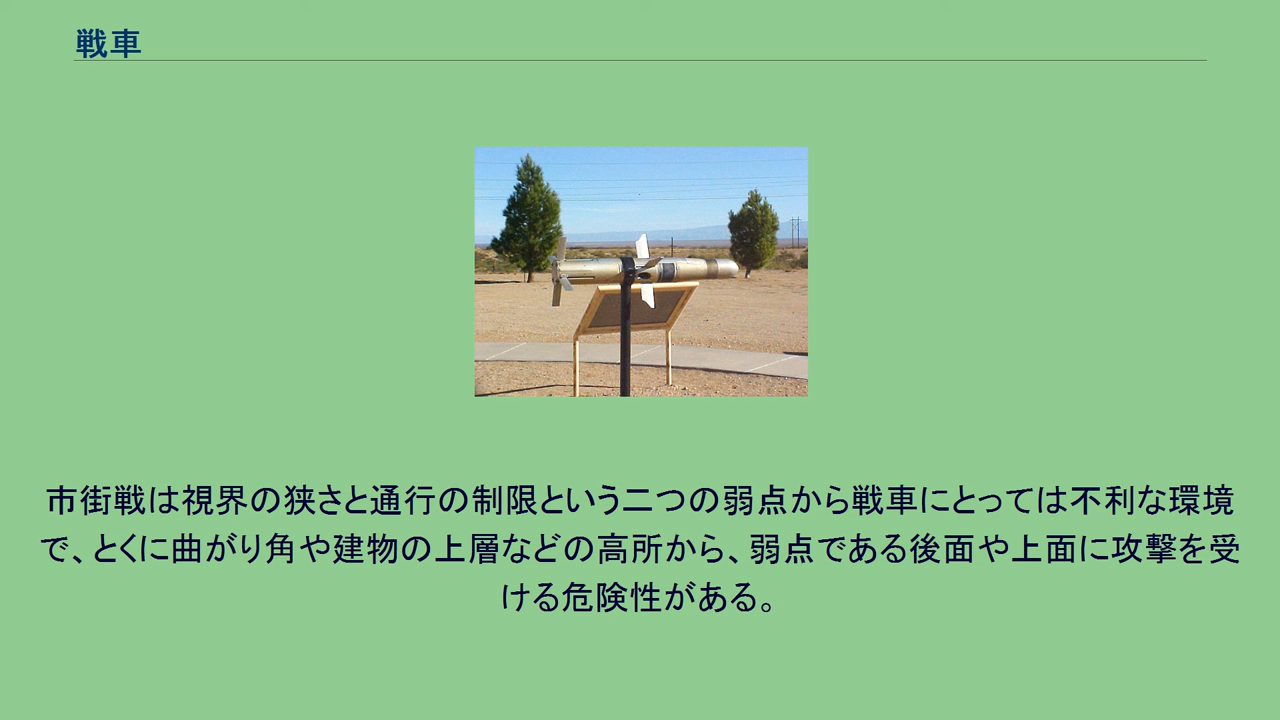 戦車
市街戦は視界の狭さと通行の制限という二つの弱点から戦車にとっては不利な環境
で、とくに曲がり角や建物の上層などの高所から、弱点である後面や上面に攻撃を受
ける危険性がある。